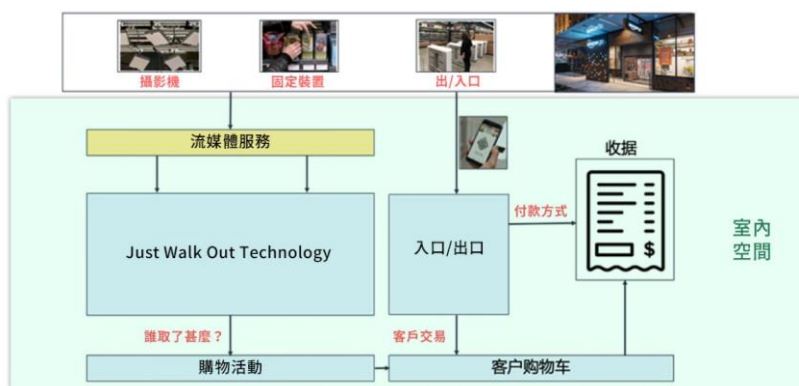 攝影機
固定裝置
出/入口
流媒體服務
收据
付款方式
Just Walk Out Technology
入口/出口
室內
空間
$
誰取了甚麼？
客戶交易
購物活動
客户购物车